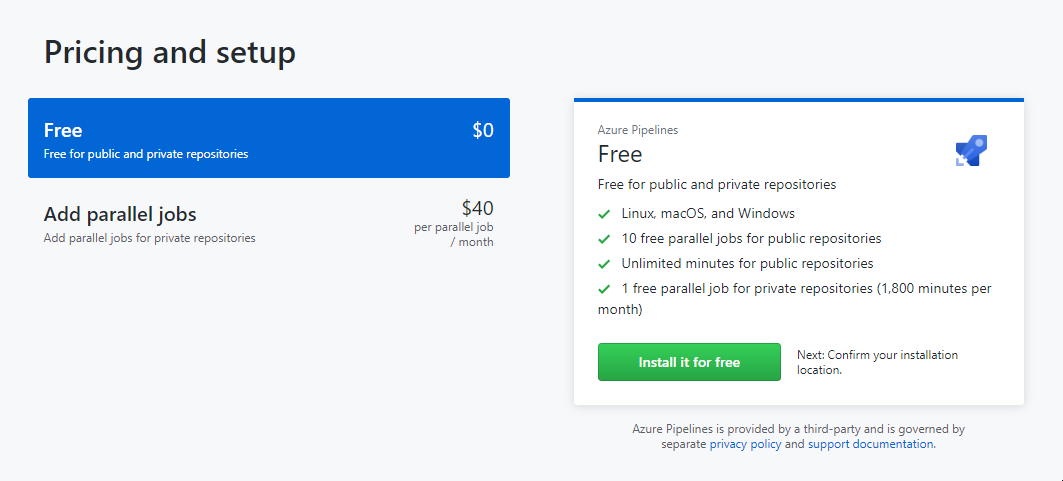 Pricing and setup
Free
$0
Free for public and private repositories
Add parallel jobs
$40
Add parallel jobs for private repositories
per parallel job
/ month
Azure Pipelines
Free
Free for public and private repositories
Linux, macOS, and Windows
10 free parallel jobs for public repositories
Unlimited minutes for public repositories
1 free parallel job for private repositories (1,800 minutes per
month)
Install it for free
Next: Confirm your installation
location.
Azure Pipelines is provided by a third-party and is governed by
separate privacy policy and support documentation.